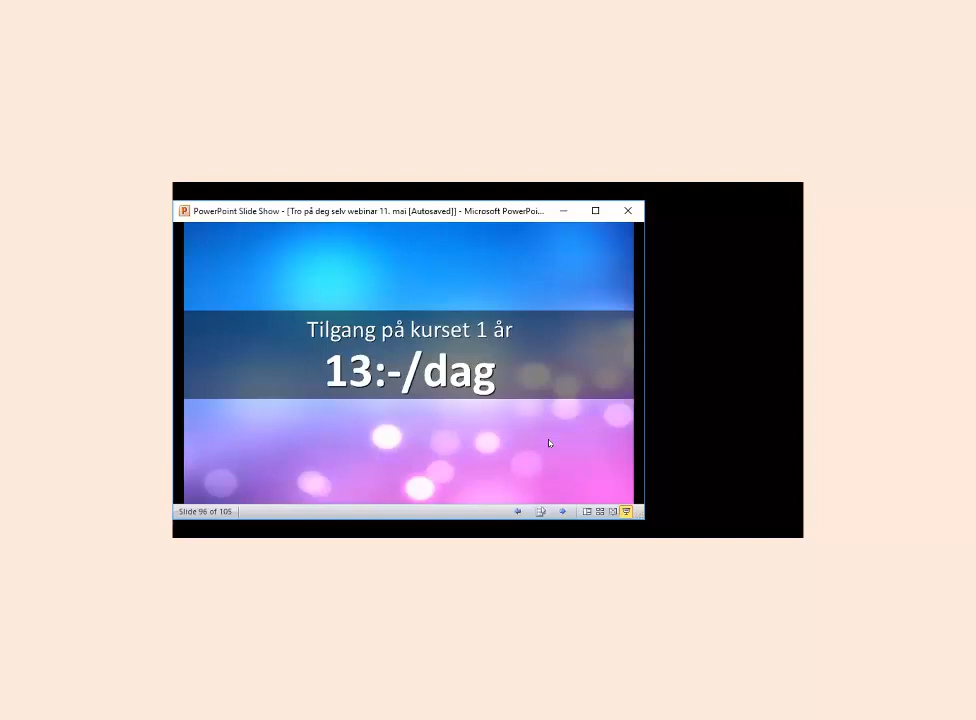 PowerPoint Slide Show - [Tro på deg selv webinar 11. mai [Autosaved]] - Microsoft PowerPoi...
Tilgang på kurset 1 år
13:-/dag
Slide 96 of 105